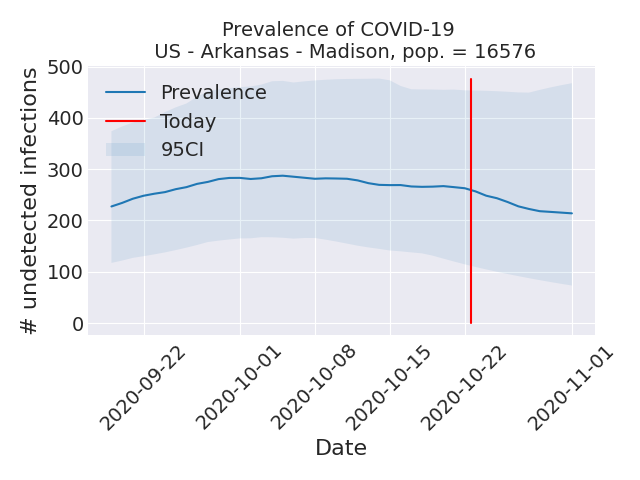 Prevalence of COVID-19
US - Arkansas - Madison, pop. = 16576
# undetected infections
500
400
300
200
100
0
Prevalence
Today
95CI
2020-09-22
2020-10-01
2020-10-08
2020-10-15
2020-10-22
2020-11-01
Date